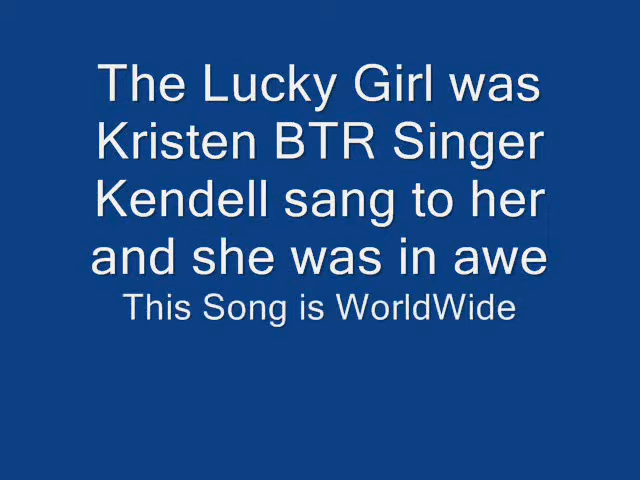 The Lucky Girl was
Kristen BTR Singer
Kendell sang to her
and she was in awe
This Song is WorldWide